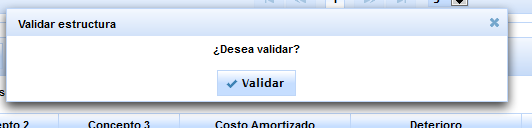 Validar estructura
¿Desea validar?
Validar
Concepto 3 Costo Amortizado Deterioro